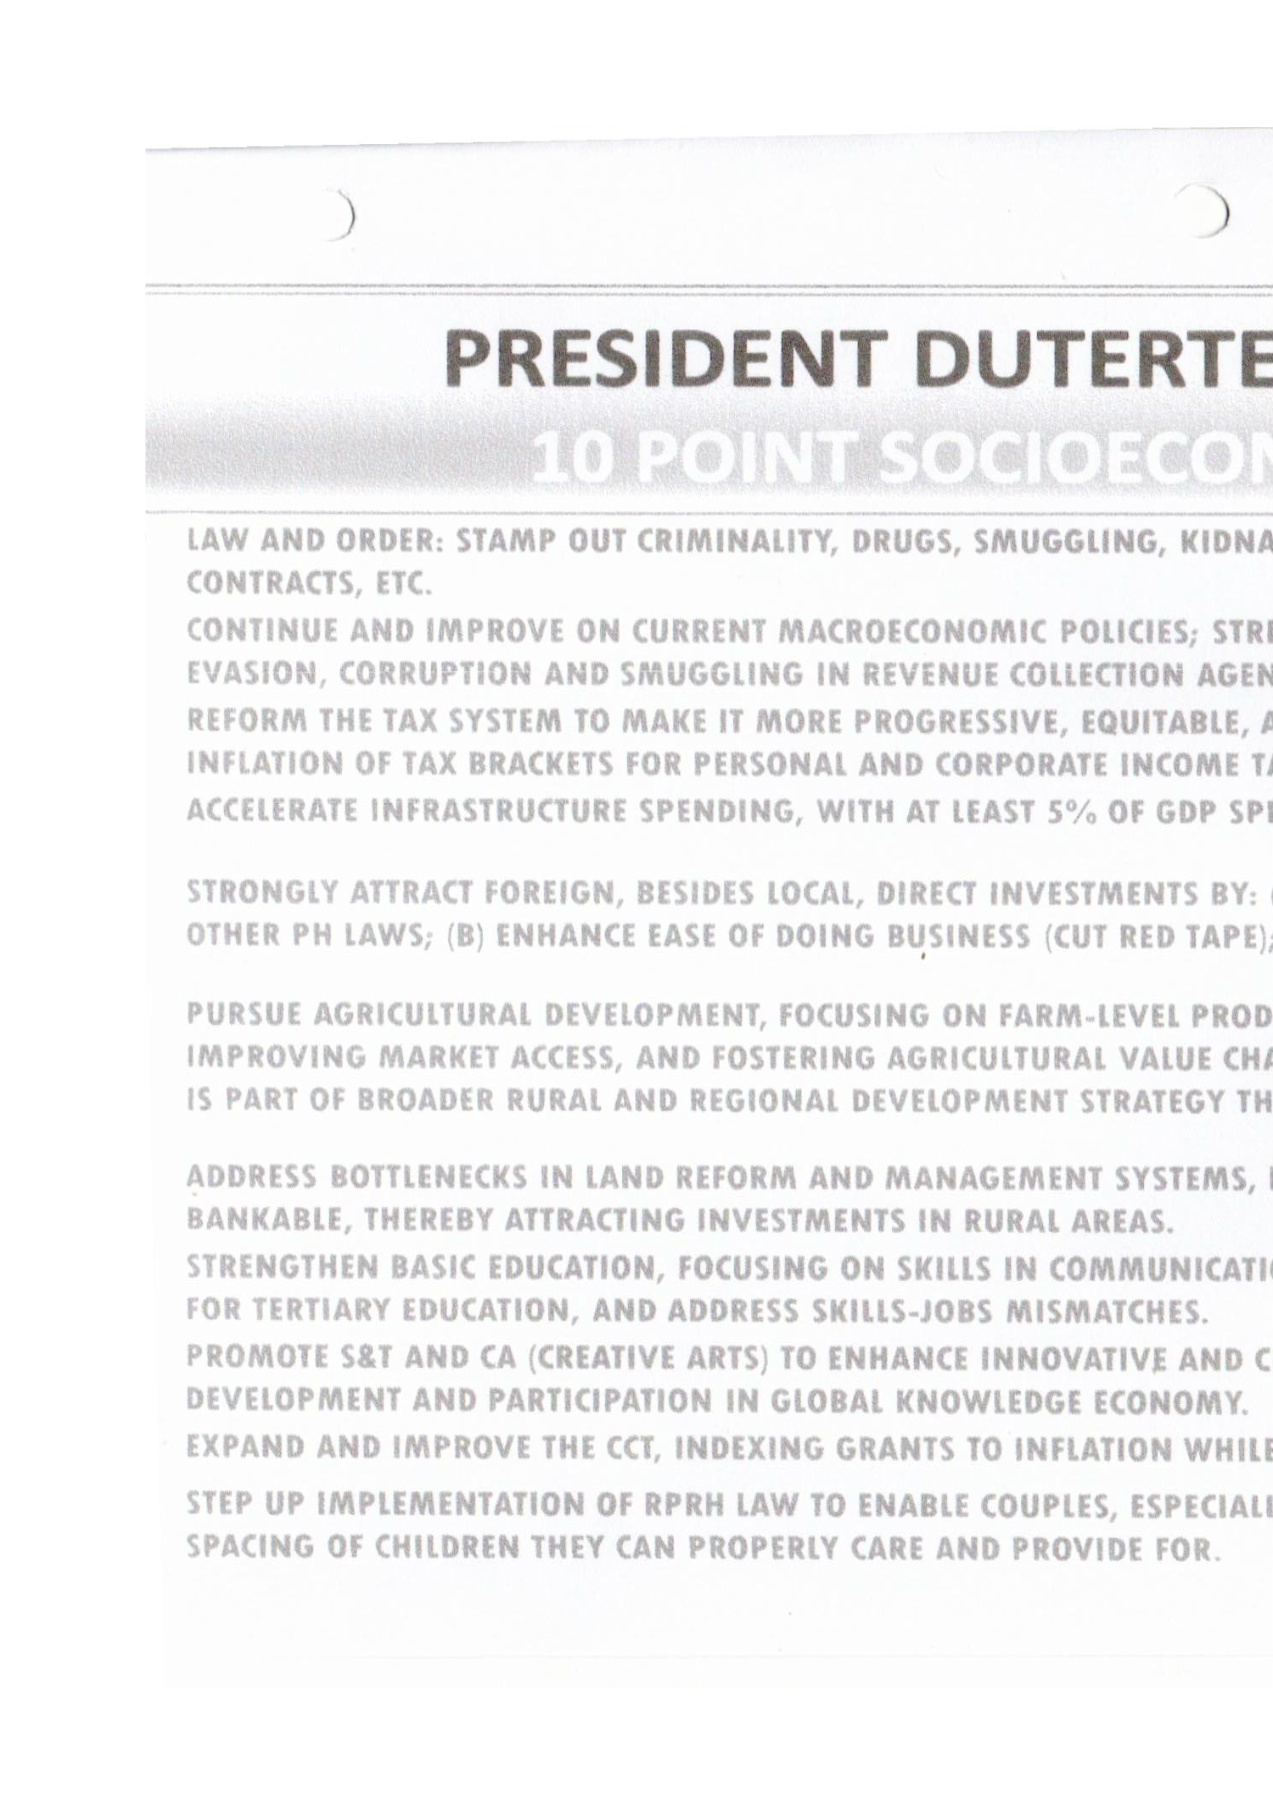 PRESIDENT DUTERTE
10 POINT SOCIOECON
LAW AND ORDER: STAMP OUT CRIMINALITY, DRUGS, SMUGGLING, KIDNA
CONTRACTS, ETC.
CONTINUE AND IMPROVE ON CURRENT MACROECONOMIC POLICIES; STRE
EVASION, CORRUPTION AND SMUGGLING IN REVENUE COLLECTION AGEN
REFORM THE TAX SYSTEM TO MAKE IT MORE PROGRESSIVE, EQUITABLE, A
INFLATION OF TAX BRACKETS FOR PERSONAL AND CORPORATE INCOME TA
ACCELERATE INFRASTRUCTURE SPENDING, WITH AT LEAST 5% OF GDP SPE
STRONGLY ATTRACT FOREIGN, BESIDES LOCAL, DIRECT INVESTMENTS BY: (
OTHER PH LAWS; (B) ENHANCE EASE OF DOING BUSINESS (CUT RED TAPE);
PURSUE AGRICULTURAL DEVELOPMENT, FOCUSING ON FARM-LEVEL PROD
IMPROVING MARKET ACCESS, AND FOSTERING AGRICULTURAL VALUE CHA
IS PART OF BROADER RURAL AND REGIONAL DEVELOPMENT STRATEGY TH
ADDRESS BOTTLENECKS IN LAND REFORM AND MANAGEMENT SYSTEMS,
BANKABLE, THEREBY ATTRACTING INVESTMENTS IN RURAL AREAS.
STRENGTHEN BASIC EDUCATION, FOCUSING ON SKILLS IN COMMUNICATIO
FOR TERTIARY EDUCATION, AND ADDRESS SKILLS-JOBS MISMATCHES.
PROMOTE S&T AND CA (CREATIVE ARTS) TO ENHANCE INNOVATIVE AND C
DEVELOPMENT AND PARTICIPATION IN GLOBAL KNOWLEDGE ECONOMY.
EXPAND AND IMPROVE THE CCT, INDEXING GRANTS TO INFLATION WHILE
STEP UP IMPLEMENTATION OF RPRH LAW TO ENABLE COUPLES, ESPECIALL
SPACING OF CHILDREN THEY CAN PROPERLY CARE AND PROVIDE FOR.